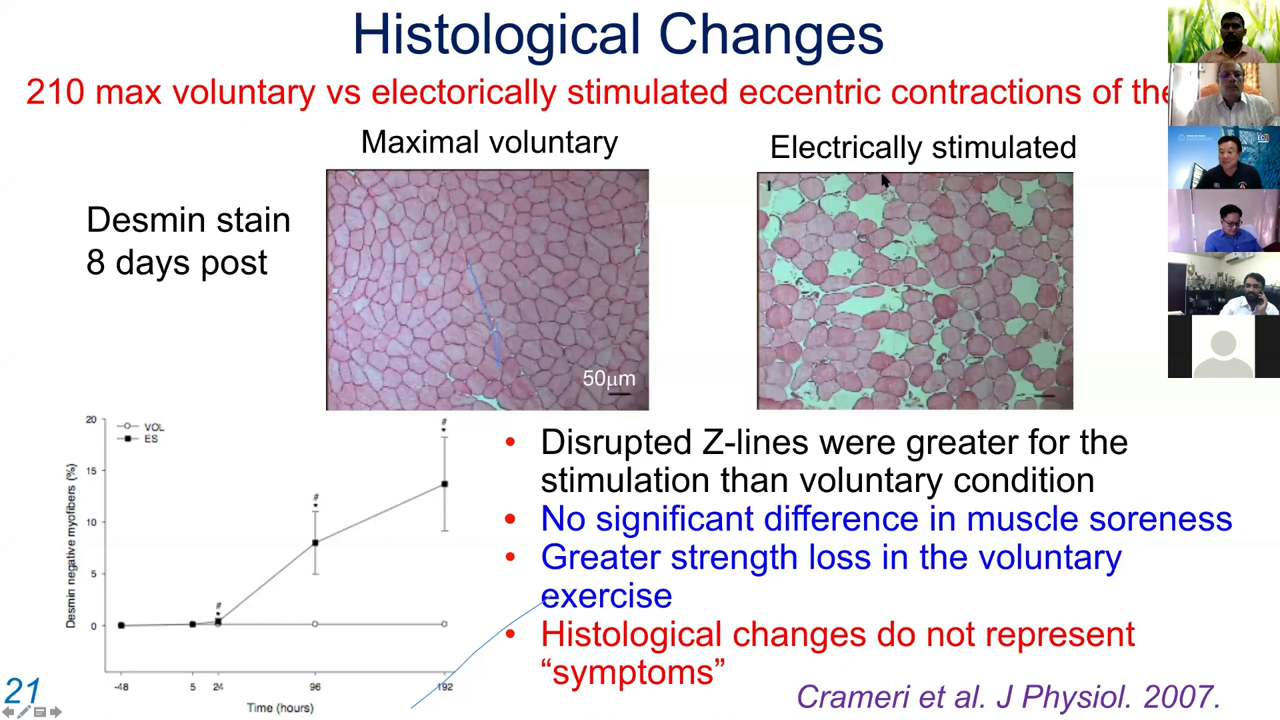 Histological Changes
210 max voluntary vs electorically stimulated eccentric contractions of the
Maximal voluntary
Electrically stimulated
Desmin stain
8 days post
50µm
VOL
ES
Desmin negative myofibers (%)
20
15
10
5
0
#
*
#
*
#
*
-48
5
24
96
192
Time (hours)
• Disrupted Z-lines were greater for the
stimulation than voluntary condition
• No significant difference in muscle soreness
• Greater strength loss in the voluntary
exercise
• Histological changes do not represent
“symptoms”
21
Crameri et al. J Physiol. 2007.